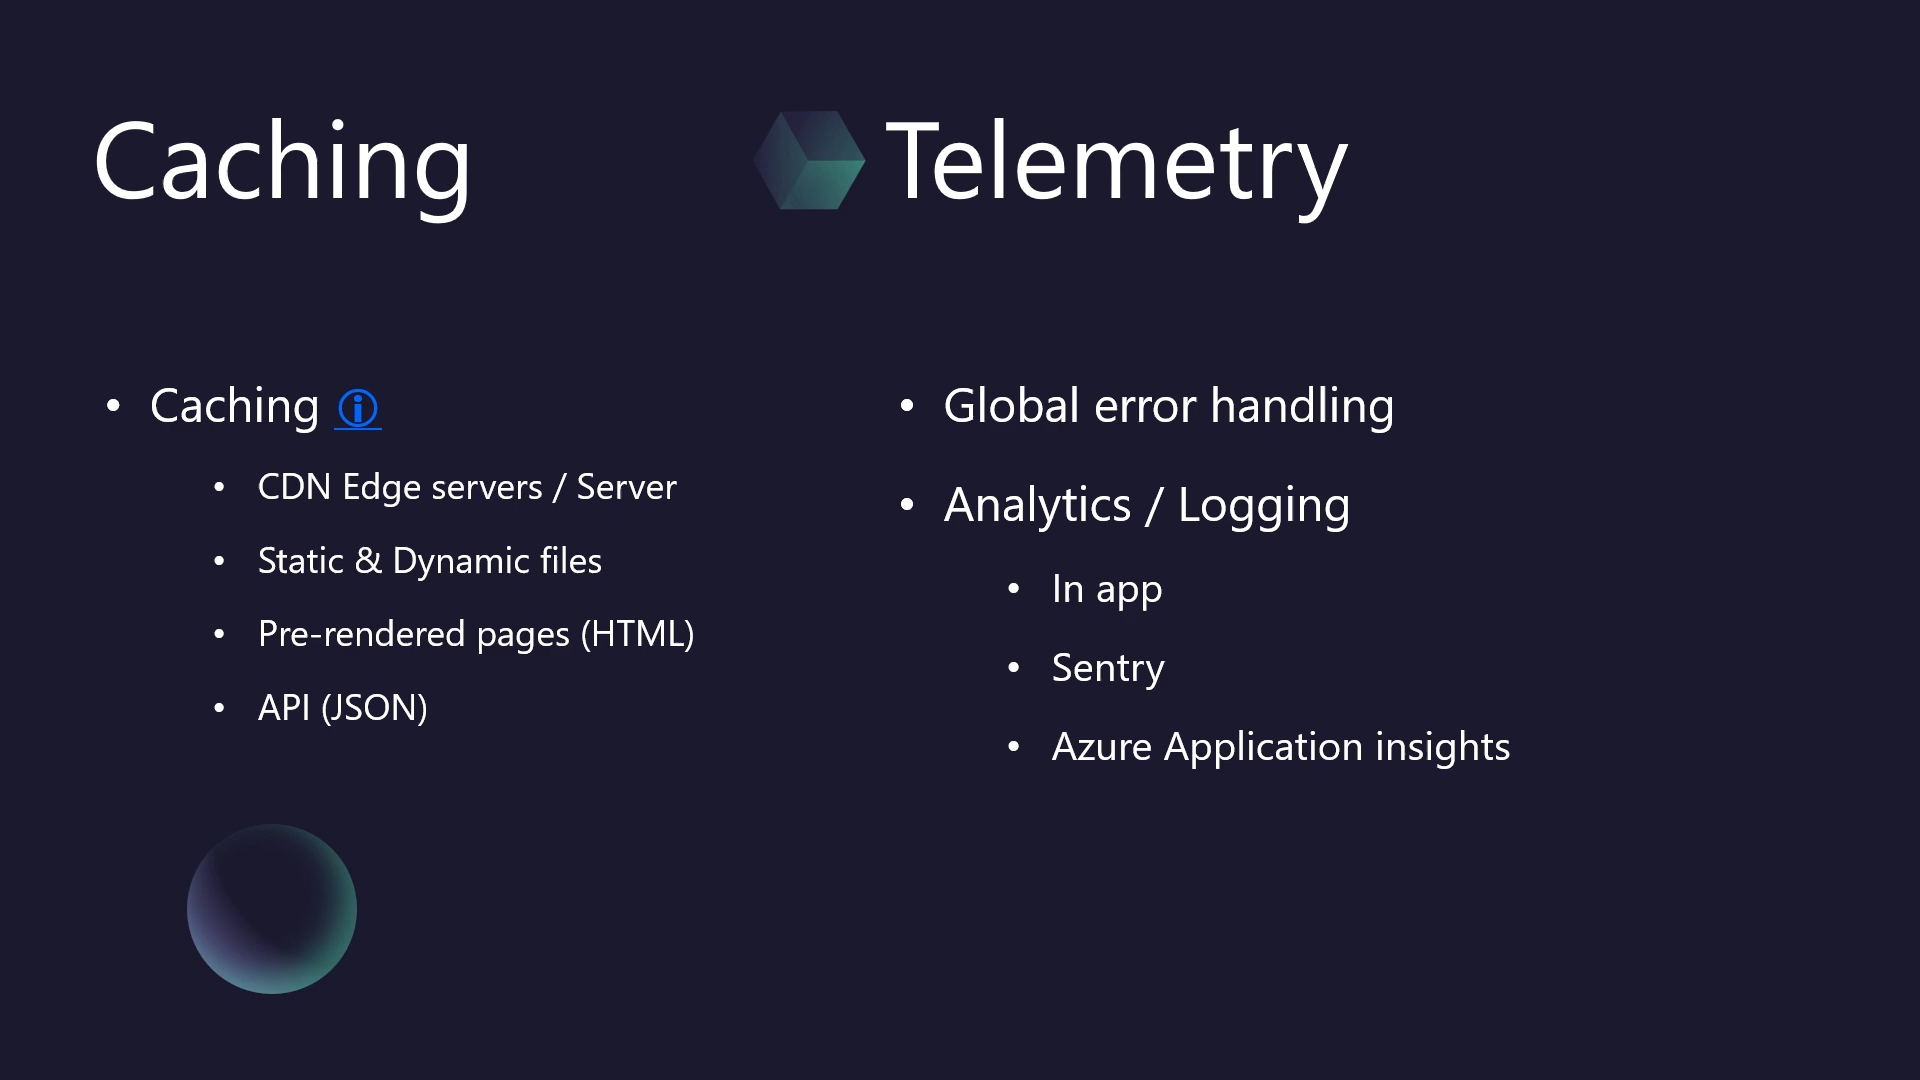 Caching
• Caching ℹ
• CDN Edge servers / Server
• Static & Dynamic files
• Pre-rendered pages (HTML)
• API (JSON)
Telemetry
• Global error handling
• Analytics / Logging
• In app
• Sentry
• Azure Application insights